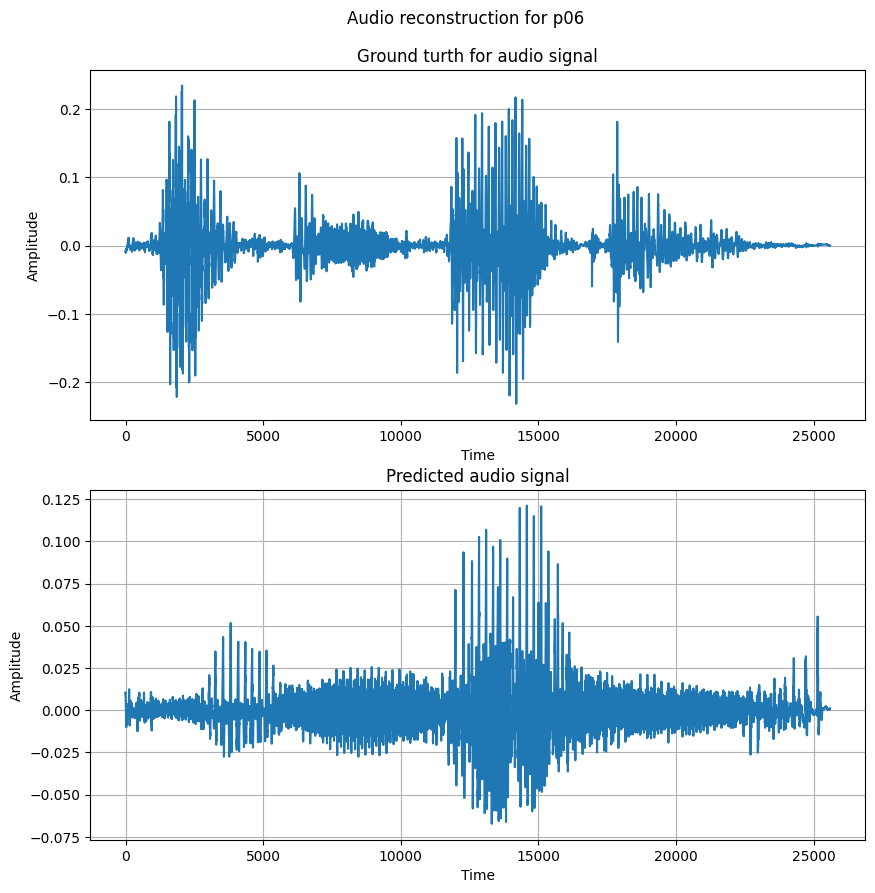 Audio reconstruction for p06
Ground turth for audio signal
0.2
0.1
0.0
−0.1
−0.2
Amplitude
0 5000 10000 15000 20000 25000
Time
Predicted audio signal
0.125
0.100
0.075
0.050
0.025
0.000
−0.025
−0.050
−0.075
Amplitude
0 5000 10000 15000 20000 25000
Time